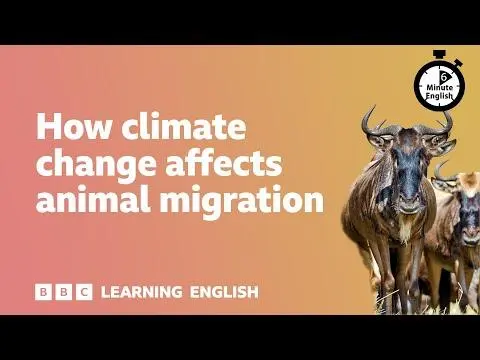 6
Minute
English
How climate
change affects
animal migration
BBC LEARNING ENGLISH